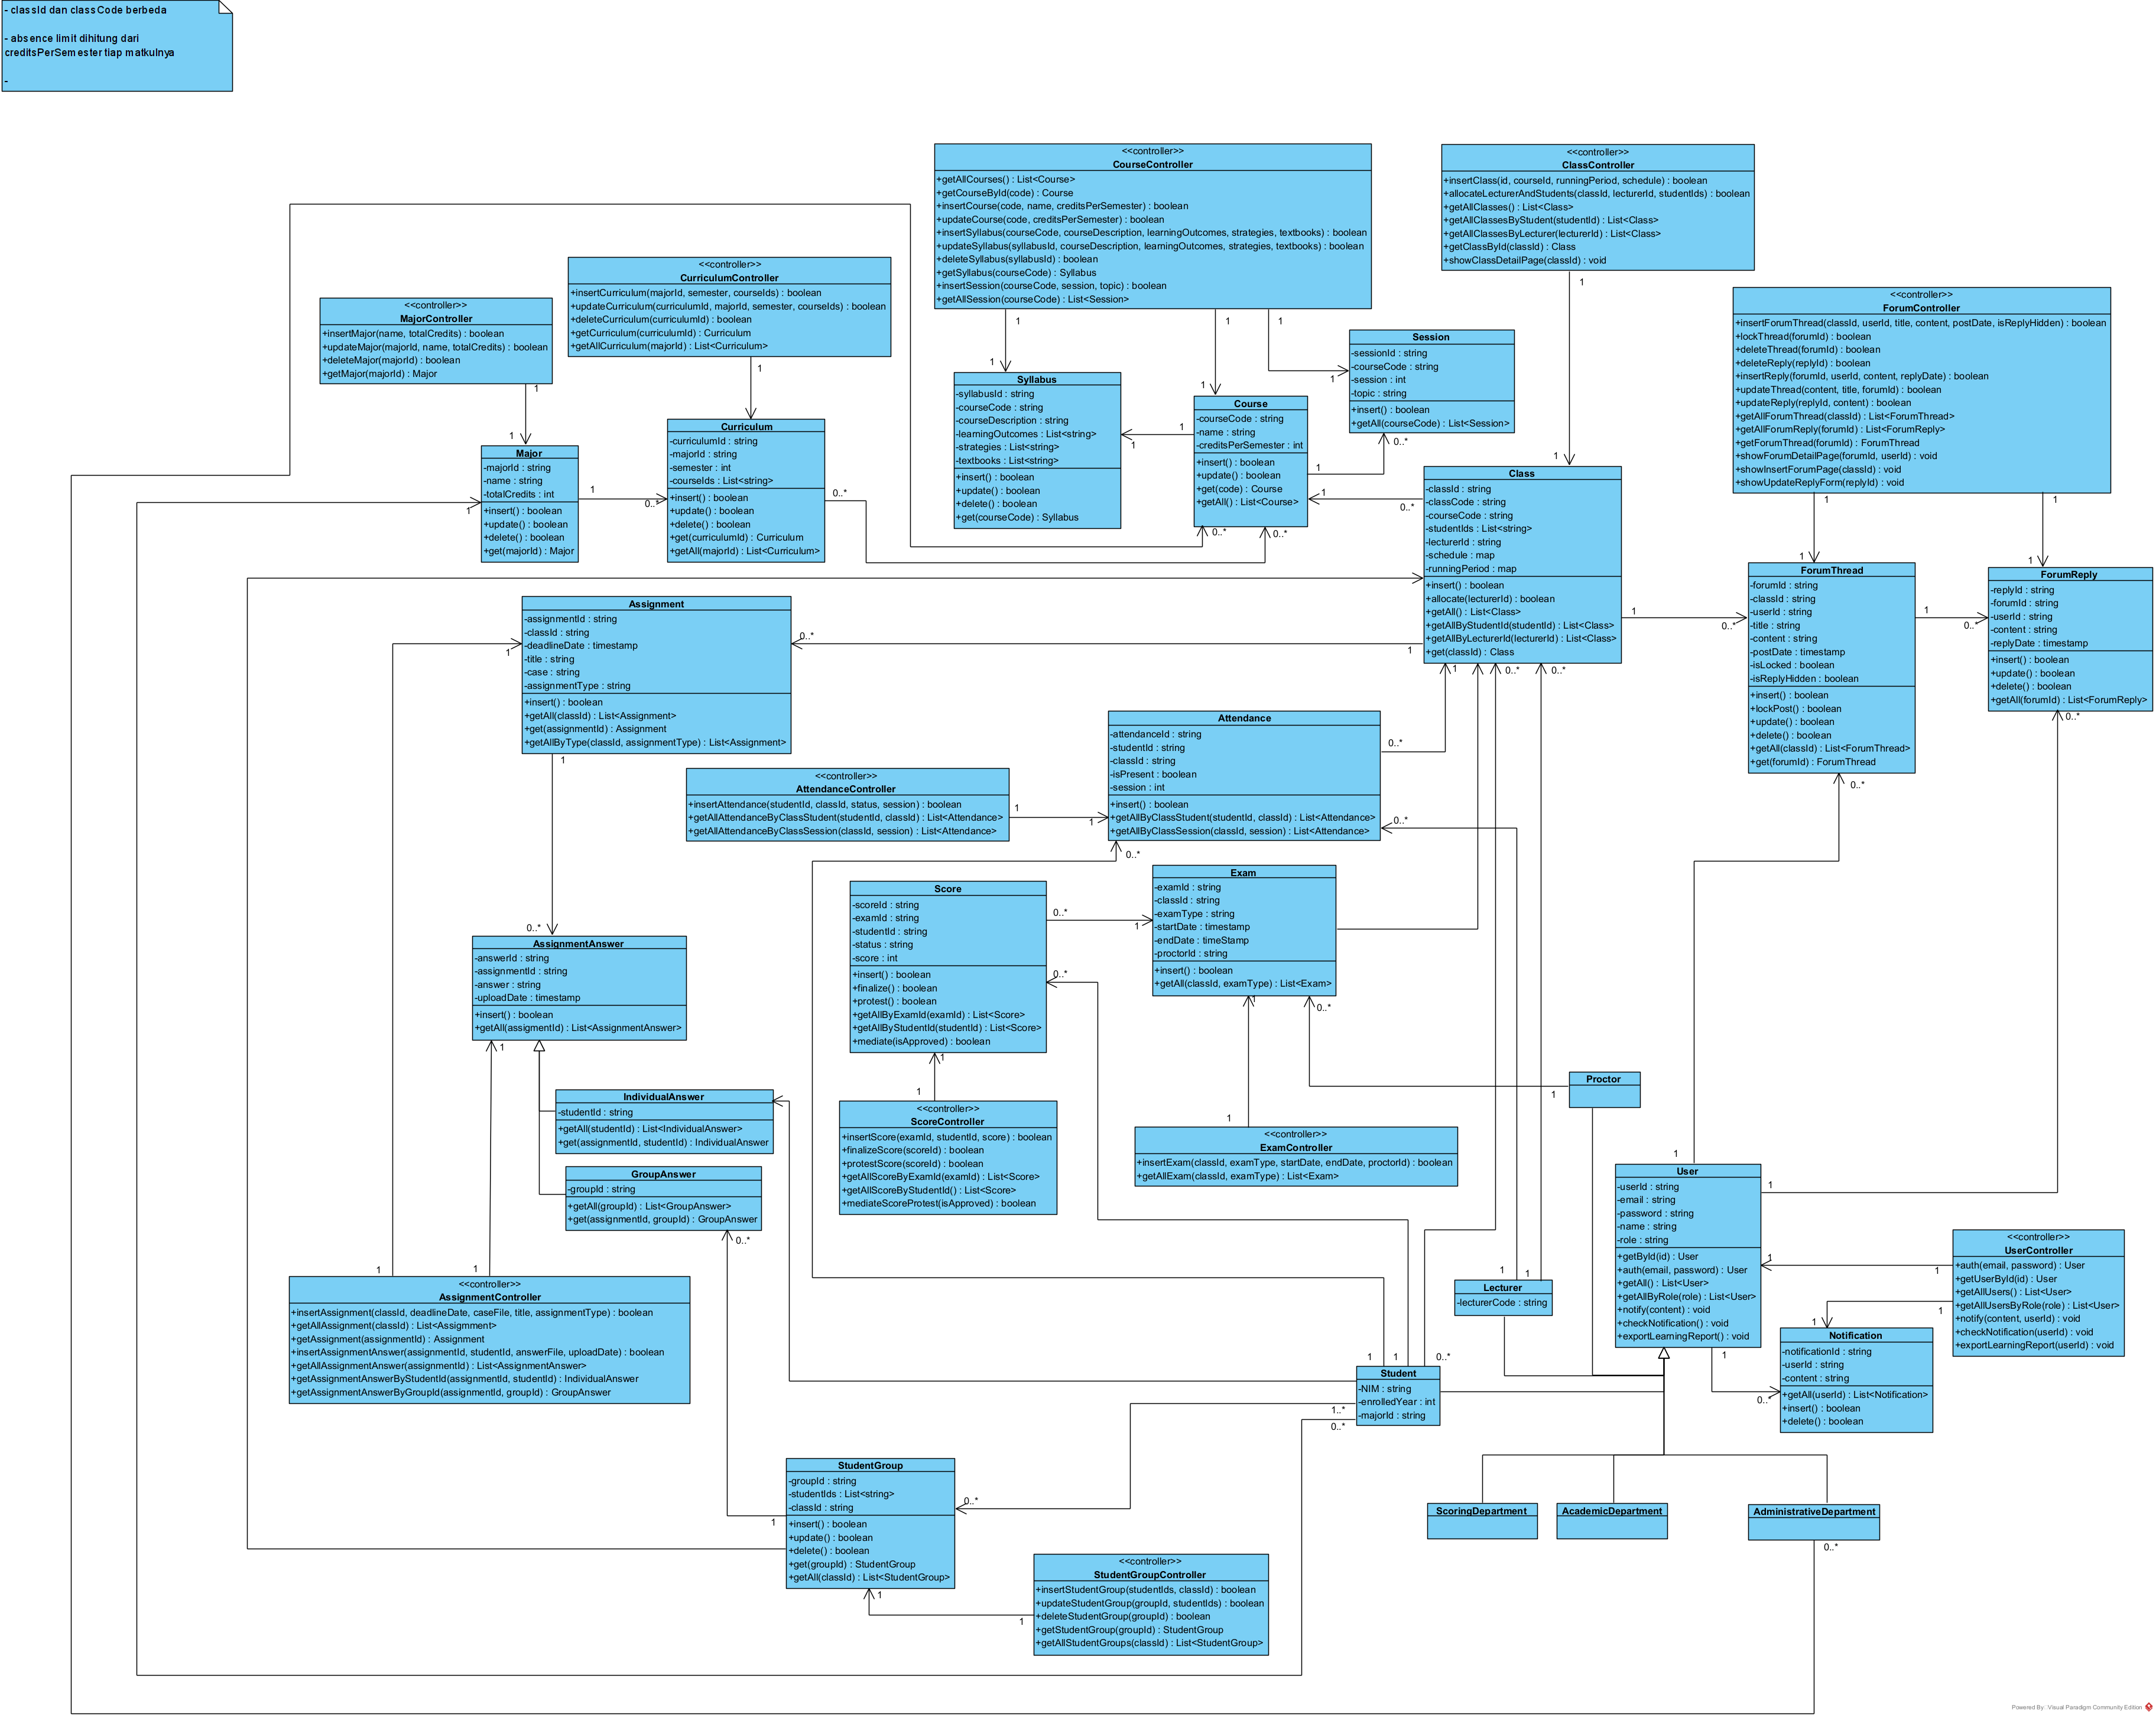 - classId dan classCode berbeda
- absence limit dihitung dari
creditsPerSemester tiap matkulnya
-
<<controller>>
CourseController
+getAllCourses() : List<Course>
+getCourseById(code) : Course
+insertCourse(code, name, creditsPerSemester) : boolean
+updateCourse(code, creditsPerSemester) : boolean
+insertSyllabus(courseCode, courseDescription, learningOutcomes, strategies, textbooks) : boolean
+updateSyllabus(syllabusId, courseDescription, learningOutcomes, strategies, textbooks) : boolean
+deleteSyllabus(syllabusId) : boolean
+getSyllabus(courseCode) : Syllabus
+insertSession(courseCode, session, topic) : boolean
+getAllSession(courseCode) : List<Session>
1
1
1
<<controller>>
ClassController
+insertClass(id, courseId, runningPeriod, schedule) : boolean
+allocateLecturerAndStudents(classId, lecturerId, studentIds) : boolean
+getAllClasses() : List<Class>
+getAllClassesByStudent(studentId) : List<Class>
+getAllClassesByLecturer(lecturerId) : List<Class>
+getClassById(classId) : Class
+showClassDetailPage(classId) : void
1
<<controller>>
CurriculumController
+insertCurriculum(majorId, semester, courseIds) : boolean
+updateCurriculum(curriculumId, majorId, semester, courseIds) : boolean
+deleteCurriculum(curriculumId) : boolean
+getCurriculum(curriculumId) : Curriculum
+getAllCurriculum(majorId) : List<Curriculum>
1
<<controller>>
MajorController
+insertMajor(name, totalCredits) : boolean
+updateMajor(majorId, name, totalCredits) : boolean
+deleteMajor(majorId) : boolean
+getMajor(majorId) : Major
1
<<controller>>
ForumController
+insertForumThread(classId, userId, title, content, postDate, isReplyHidden) : boolean
+lockThread(forumId) : boolean
+deleteThread(forumId) : boolean
+deleteReply(replyId) : boolean
+insertReply(forumId, userId, content, replyDate) : boolean
+updateThread(content, title, forumId) : boolean
+updateReply(replyId, content) : boolean
+getAllForumThread(classId) : List<ForumThread>
+getAllForumReply(forumId) : List<ForumReply>
+getForumThread(forumId) : ForumThread
+showForumDetailPage(forumId, userId) : void
+showInsertForumPage(classId) : void
+showUpdateReplyForm(replyId) : void
1
1
1
Session
-sessionId : string
-courseCode : string
-session : int
-topic : string
+insert() : boolean
+getAll(courseCode) : List<Session>
0..*
1
Syllabus
-syllabusId : string
-courseCode : string
-courseDescription : string
-learningOutcomes : List<string>
-strategies : List<string>
-textbooks : List<string>
+insert() : boolean
+update() : boolean
+delete() : boolean
+get(courseCode) : Syllabus
1
1
1
Course
-courseCode : string
-name : string
-creditsPerSemester : int
+insert() : boolean
+update() : boolean
+get(code) : Course
+getAll() : List<Course>
1
1
0..*
0..*
0..*
1
Major
-majorId : string
-name : string
-totalCredits : int
+insert() : boolean
+update() : boolean
+delete() : boolean
+get(majorId) : Major
1
1
0..*
Curriculum
-curriculumId : string
-majorId : string
-semester : int
-courseIds : List<string>
+insert() : boolean
+update() : boolean
+delete() : boolean
+get(curriculumId) : Curriculum
+getAll(majorId) : List<Curriculum>
0..*
1
Class
-classId : string
-classCode : string
-courseCode : string
-studentIds : List<string>
-lecturerId : string
-schedule : map
-runningPeriod : map
+insert() : boolean
+allocate(lecturerId) : boolean
+getAll() : List<Class>
+getAllByStudentId(studentId) : List<Class>
+getAllByLecturerId(lecturerId) : List<Class>
+get(classId) : Class
1
0..*
1
1
0..*
0..*
1
ForumThread
-forumId : string
-classId : string
-userId : string
-title : string
-content : string
-postDate : timestamp
-isLocked : boolean
-isReplyHidden : boolean
+insert() : boolean
+lockPost() : boolean
+update() : boolean
+delete() : boolean
+getAll(classId) : List<ForumThread>
+get(forumId) : ForumThread
0..*
1
0..*
1
ForumReply
-replyId : string
-forumId : string
-userId : string
-content : string
-replyDate : timestamp
+insert() : boolean
+update() : boolean
+delete() : boolean
+getAll(forumId) : List<ForumReply>
0..*
Assignment
-assignmentId : string
-classId : string
-deadlineDate : timestamp
-title : string
-case : string
-assignmentType : string
+insert() : boolean
+getAll(classId) : List<Assignment>
+get(assignmentId) : Assignment
+getAllByType(classId, assignmentType) : List<Assignment>
0..*
1
1
Attendance
-attendanceId : string
-studentId : string
-classId : string
-isPresent : boolean
-session : int
+insert() : boolean
+getAllByClassStudent(studentId, classId) : List<Attendance>
+getAllByClassSession(classId, session) : List<Attendance>
0..*
0..*
0..*
<<controller>>
AttendanceController
+insertAttendance(studentId, classId, status, session) : boolean
+getAllAttendanceByClassStudent(studentId, classId) : List<Attendance>
+getAllAttendanceByClassSession(classId, session) : List<Attendance>
1
1
Exam
-examId : string
-classId : string
-examType : string
-startDate : timestamp
-endDate : timeStamp
-proctorId : string
+insert() : boolean
+getAll(classId, examType) : List<Exam>
1
0..*
Score
-scoreId : string
-examId : string
-studentId : string
-status : string
-score : int
+insert() : boolean
+finalize() : boolean
+protest() : boolean
+getAllByExamId(examId) : List<Score>
+getAllByStudentId(studentId) : List<Score>
+mediate(isApproved) : boolean
0..*
1
0..*
1
0..*
AssignmentAnswer
-answerId : string
-assignmentId : string
-answer : string
-uploadDate : timestamp
+insert() : boolean
+getAll(assigmentId) : List<AssignmentAnswer>
1
IndividualAnswer
-studentId : string
+getAll(studentId) : List<IndividualAnswer>
+get(assignmentId, studentId) : IndividualAnswer
GroupAnswer
-groupId : string
+getAll(groupId) : List<GroupAnswer>
+get(assignmentId, groupId) : GroupAnswer
0..*
1
<<controller>>
ScoreController
+insertScore(examId, studentId, score) : boolean
+finalizeScore(scoreId) : boolean
+protestScore(scoreId) : boolean
+getAllScoreByExamId(examId) : List<Score>
+getAllScoreByStudentId() : List<Score>
+mediateScoreProtest(isApproved) : boolean
1
<<controller>>
ExamController
+insertExam(classId, examType, startDate, endDate, proctorId) : boolean
+getAllExam(classId, examType) : List<Exam>
Proctor
1
1
User
-userId : string
-email : string
-password : string
-name : string
-role : string
+getById(id) : User
+auth(email, password) : User
+getAll() : List<User>
+getAllByRole(role) : List<User>
+notify(content) : void
+checkNotification() : void
+exportLearningReport() : void
1
1
1
<<controller>>
UserController
+auth(email, password) : User
+getUserById(id) : User
+getAllUsers() : List<User>
+getAllUsersByRole(role) : List<User>
+notify(content, userId) : void
+checkNotification(userId) : void
+exportLearningReport(userId) : void
1
1
1
Notification
-notificationId : string
-userId : string
-content : string
+getAll(userId) : List<Notification>
+insert() : boolean
+delete() : boolean
0..*
1
1
<<controller>>
AssignmentController
+insertAssignment(classId, deadlineDate, caseFile, title, assignmentType) : boolean
+getAllAssignment(classId) : List<Assigmment>
+getAssignment(assignmentId) : Assignment
+insertAssignmentAnswer(assignmentId, studentId, answerFile, uploadDate) : boolean
+getAllAssignmentAnswer(assignmentId) : List<AssignmentAnswer>
+getAssignmentAnswerByStudentId(assignmentId, studentId) : IndividualAnswer
+getAssignmentAnswerByGroupId(assignmentId, groupId) : GroupAnswer
1
1
Lecturer
-lecturerCode : string
1
1
0..*
Student
-NIM : string
-enrolledYear : int
-majorId : string
1..*
0..*
StudentGroup
-groupId : string
-studentIds : List<string>
-classId : string
+insert() : boolean
+update() : boolean
+delete() : boolean
+get(groupId) : StudentGroup
+getAll(classId) : List<StudentGroup>
0..*
1
1
ScoringDepartment
AcademicDepartment
AdministrativeDepartment
0..*
<<controller>>
StudentGroupController
+insertStudentGroup(studentIds, classId) : boolean
+updateStudentGroup(groupId, studentIds) : boolean
+deleteStudentGroup(groupId) : boolean
+getStudentGroup(groupId) : StudentGroup
+getAllStudentGroups(classId) : List<StudentGroup>
1
Powered By: Visual Paradigm Community Edition